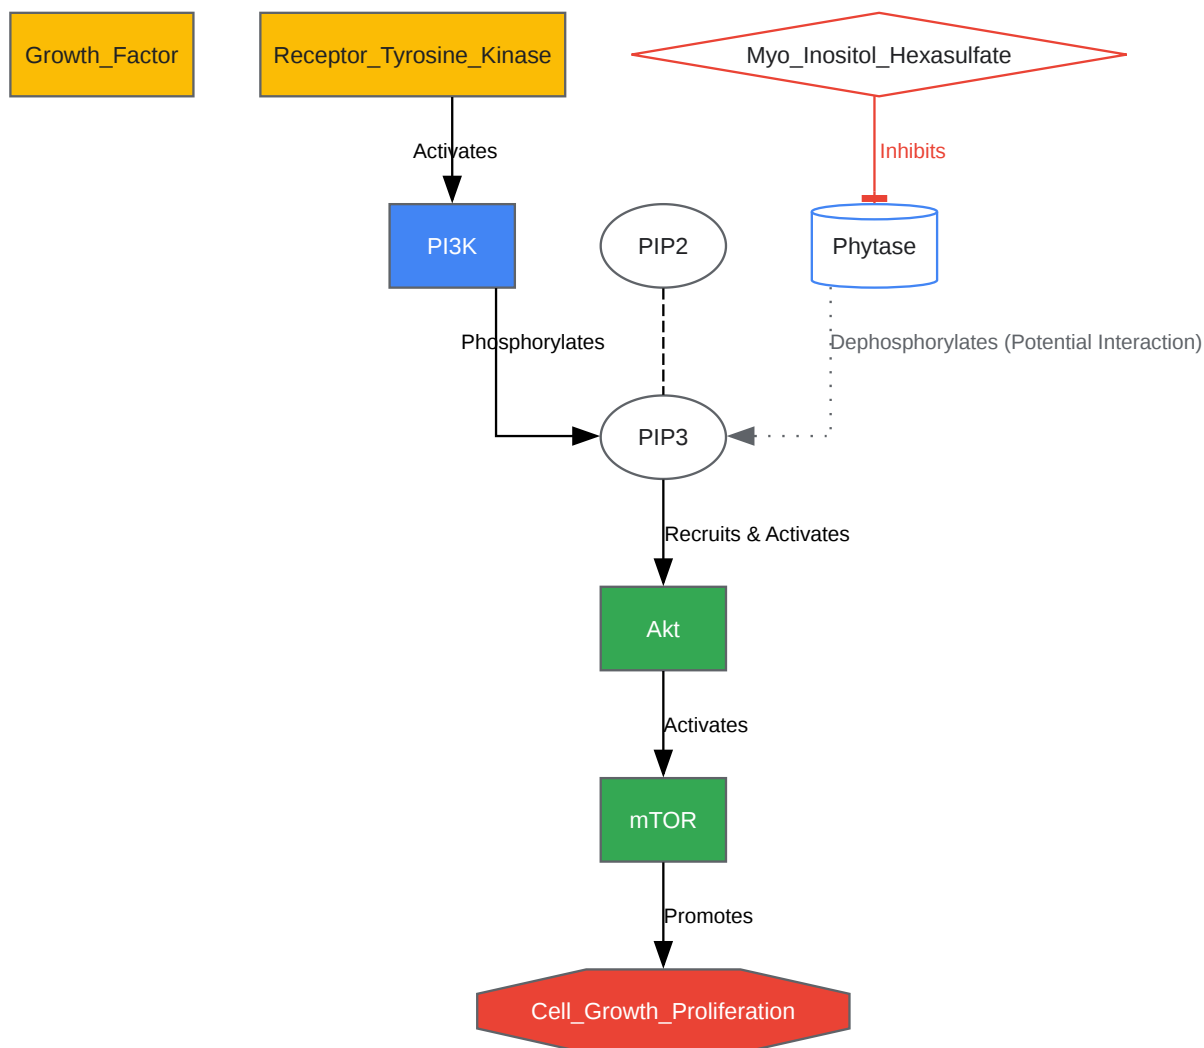 Growth_Factor
Receptor_Tyrosine_Kinase
Myo_Inositol_Hexasulfate
Activates
Inhibits
PI3K
PIP2
Phytase
Phosphorylates
Dephosphorylates (Potential Interaction)
PIP3
Recruits & Activates
Akt
Activates
mTOR
Promotes
Cell_Growth_Proliferation